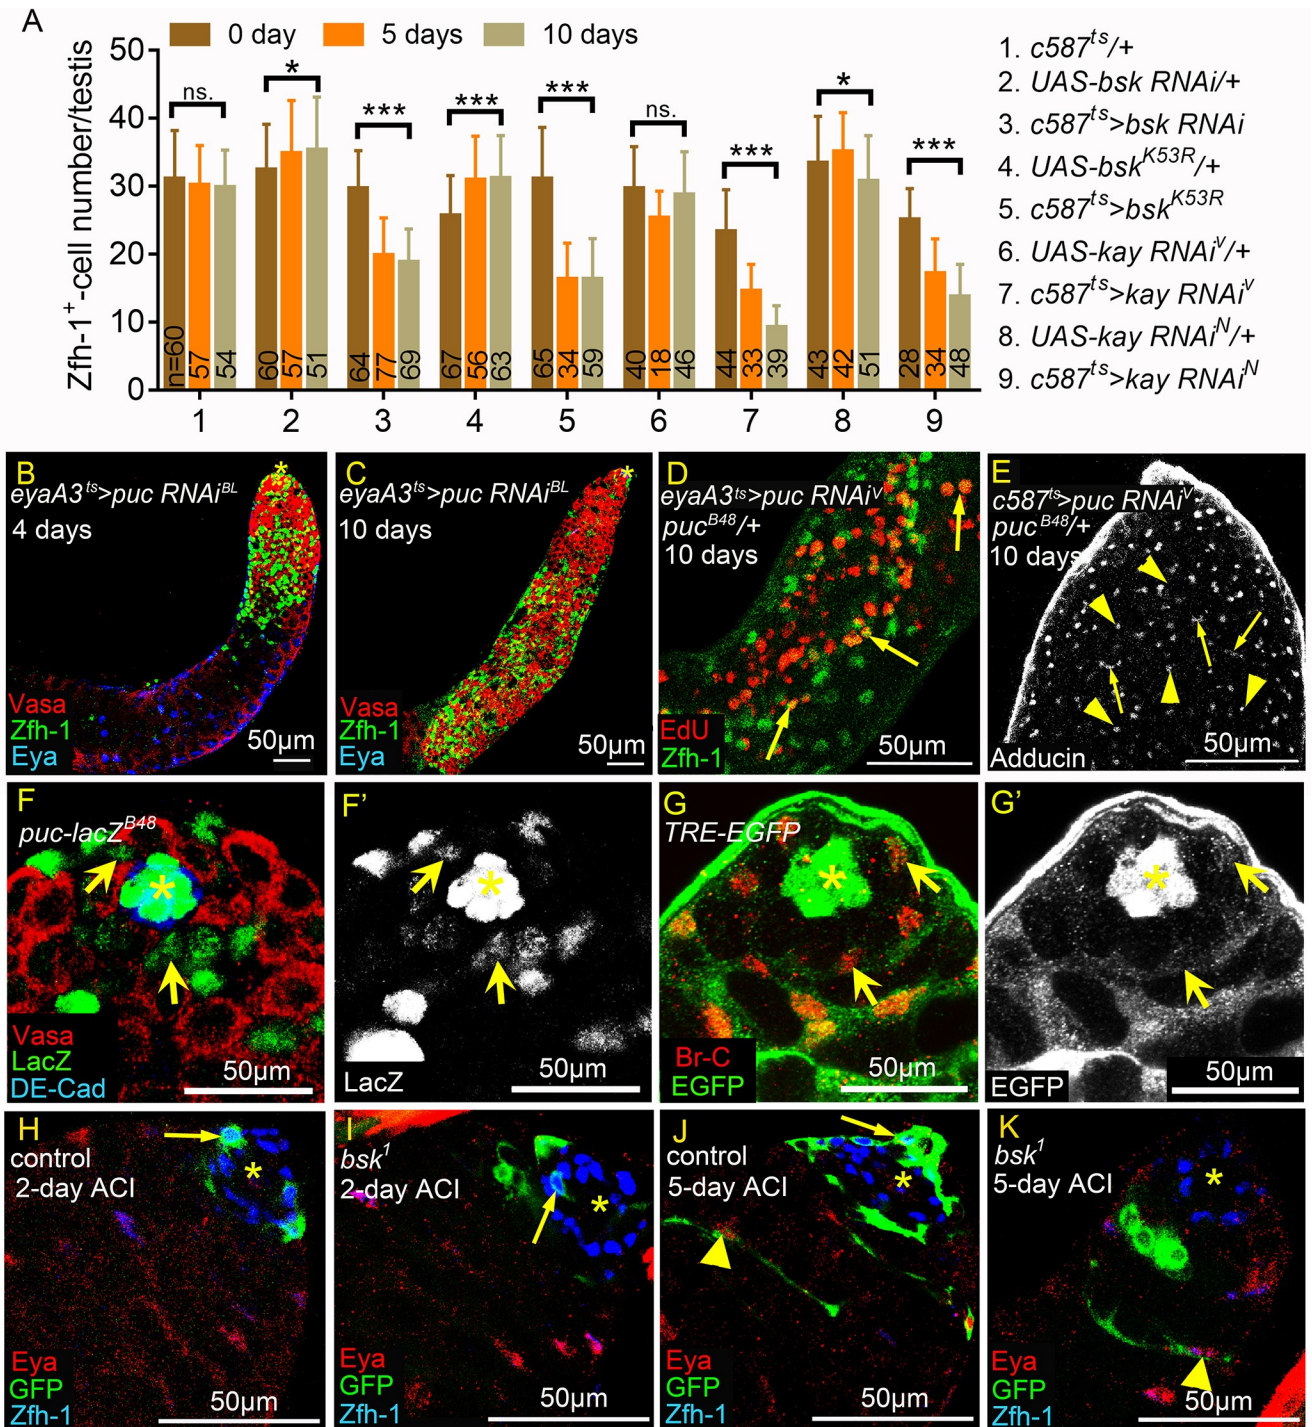 A
0 day 5 days 10 days
Zfh-1+-cell number/testis
50
40
30
20
10
0
ns. * *** *** *** ns. *** * ***
n=60 57 54 60 57 51 64 77 69 67 56 63 65 34 59 40 18 46 44 33 39 43 42 51 28 34 48
1 2 3 4 5 6 7 8 9
1. c587ts/+
2. UAS-bsk RNAi/+
3. c587ts>bsk RNAi
4. UAS-bskK53R/+
5. c587ts>bskK53R
6. UAS-kay RNAiv/+
7. c587ts>kay RNAiv
8. UAS-kay RNAiN/+
9. c587ts>kay RNAiN
B
*
eyaA3ts>puc RNAiBL
4 days
Vasa
Zfh-1
Eya
50µm
C
*
eyaA3ts>puc RNAiBL
10 days
Vasa
Zfh-1
Eya
50µm
D
eyaA3ts>puc RNAiV
pucB48/+
10 days
EdU
Zfh-1
50µm
E
c587ts>puc RNAiV
pucB48/+
10 days
Adducin
50µm
F
puc-lacZB48
*
Vasa
LacZ
DE-Cad
50µm
F'
*
LacZ
50µm
G
TRE-EGFP
*
Br-C
EGFP
50µm
G'
*
EGFP
50µm
H
control
2-day ACI
*
Eya
GFP
Zfh-1
50µm
I
bsk1
2-day ACI
*
Eya
GFP
Zfh-1
50µm
J
control
5-day ACI
*
Eya
GFP
Zfh-1
50µm
K
bsk1
5-day ACI
*
Eya
GFP
Zfh-1
50µm